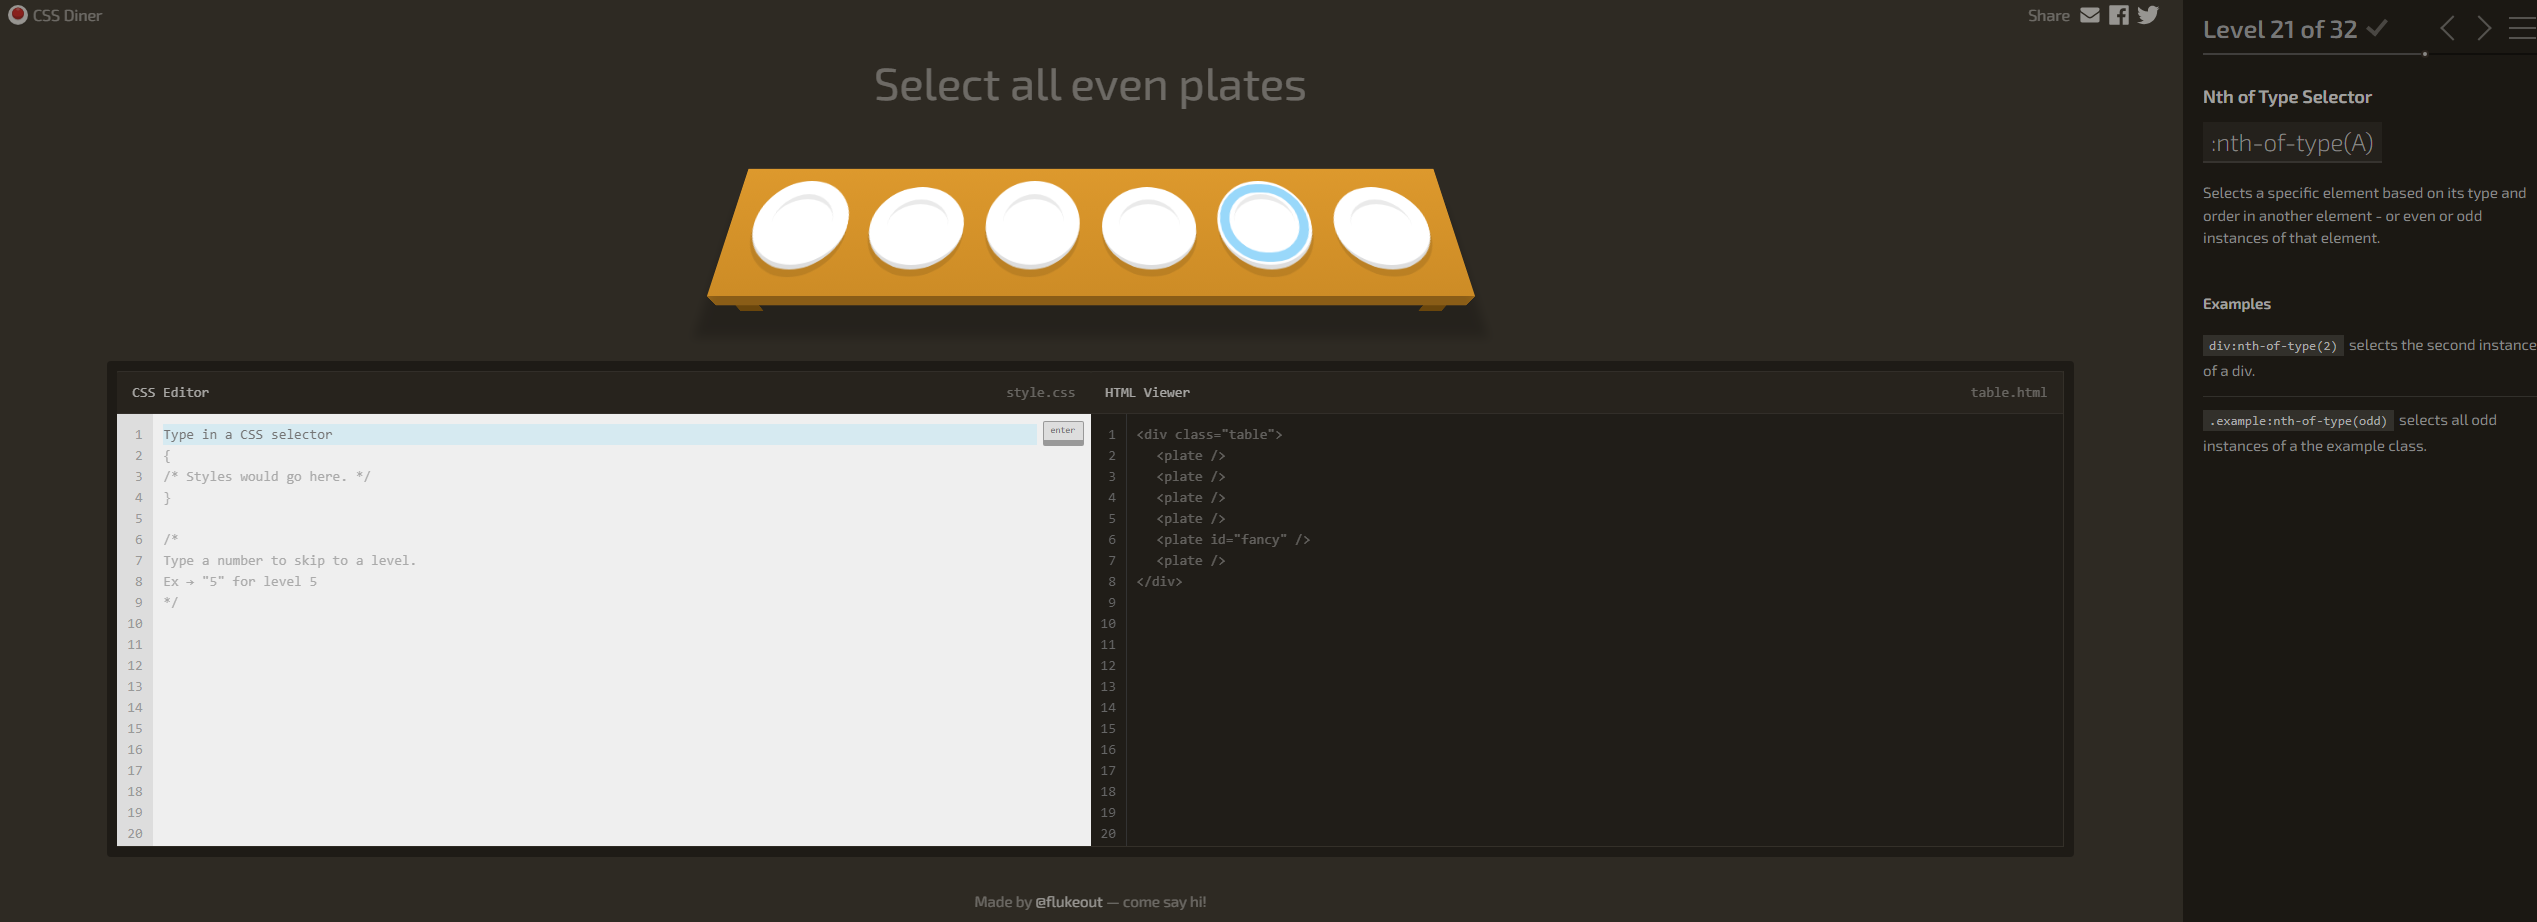 CSS Diner
Share
Select all even plates
CSS Editor
style.css
1 Type in a CSS selector
enter
2 {
3 /* Styles would go here. */
4 }
5
6 /*
7 Type a number to skip to a level.
8 Ex → "5" for level 5
9 */
10
11
12
13
14
15
16
17
18
19
20
HTML Viewer
table.html
1 <div class="table">
2 <plate />
3 <plate />
4 <plate />
5 <plate />
6 <plate id="fancy" />
7 <plate />
8 </div>
9
10
11
12
13
14
15
16
17
18
19
20
Made by @flukeout — come say hi!
Level 21 of 32
Nth of Type Selector
:nth-of-type(A)
Selects a specific element based on its type and
order in another element - or even or odd
instances of that element.
Examples
div:nth-of-type(2) selects the second instance
of a div.
.example:nth-of-type(odd) selects all odd
instances of a the example class.